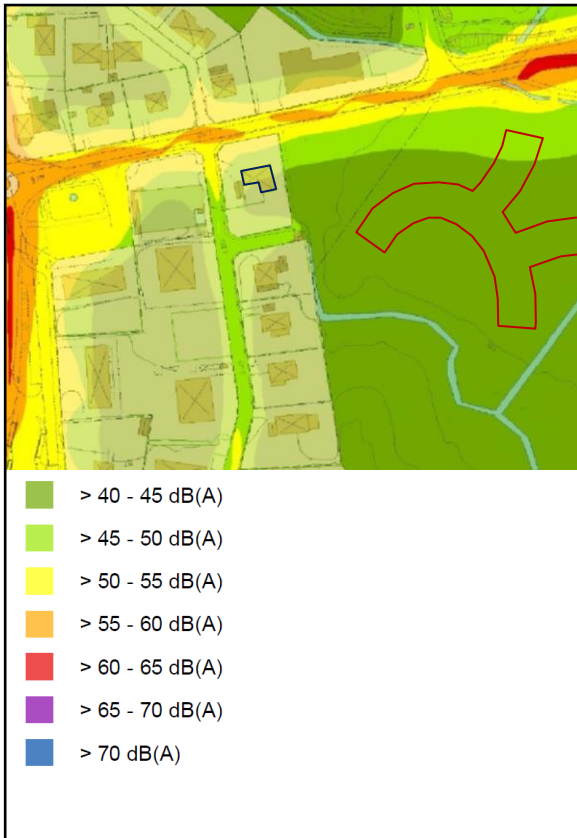 > 40 - 45 dB(A)
> 45 - 50 dB(A)
> 50 - 55 dB(A)
> 55 - 60 dB(A)
> 60 - 65 dB(A)
> 65 - 70 dB(A)
> 70 dB(A)